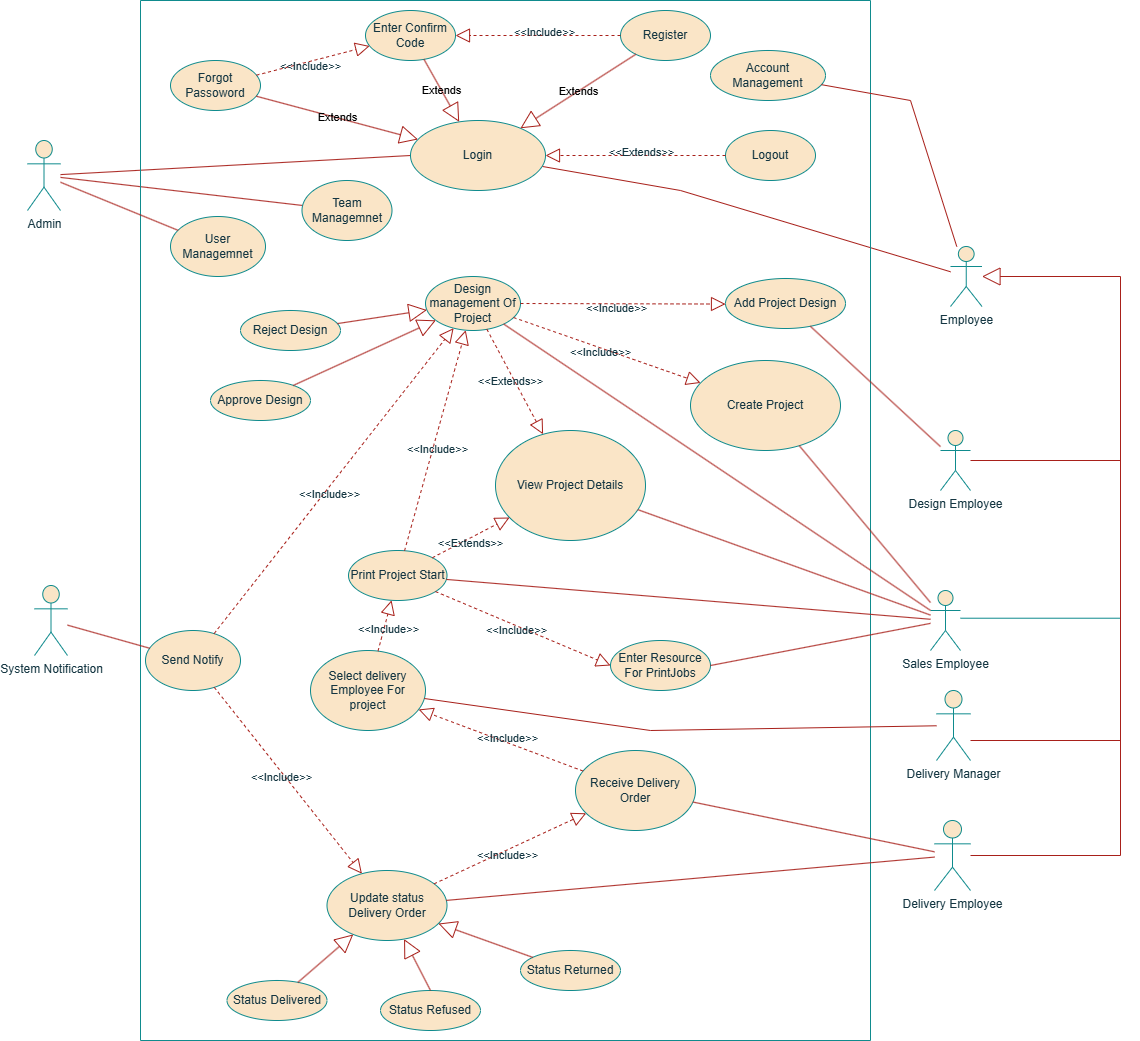 Enter Confirm
Code
<<Include>>
Register
<<Include>>
Forgot
Passoword
Account
Management
Extends
Extends
Extends
Login
<<Extends>>
Logout
Admin
Team
Managemnet
User
Managemnet
Employee
Design
management Of
Project
<<Include>>
Add Project Design
Reject Design
<<Include>>
<<Extends>>
Approve Design
Create Project
<<Include>>
View Project Details
<<Include>>
Design Employee
<<Extends>>
Print Project Start
<<Include>>
<<Include>>
System Notification
Send Notify
Select delivery
Employee For
project
Enter Resource
For PrintJobs
Sales Employee
<<Include>>
Delivery Manager
<<Include>>
Receive Delivery
Order
<<Include>>
Update status
Delivery Order
Delivery Employee
Status Returned
Status Delivered
Status Refused